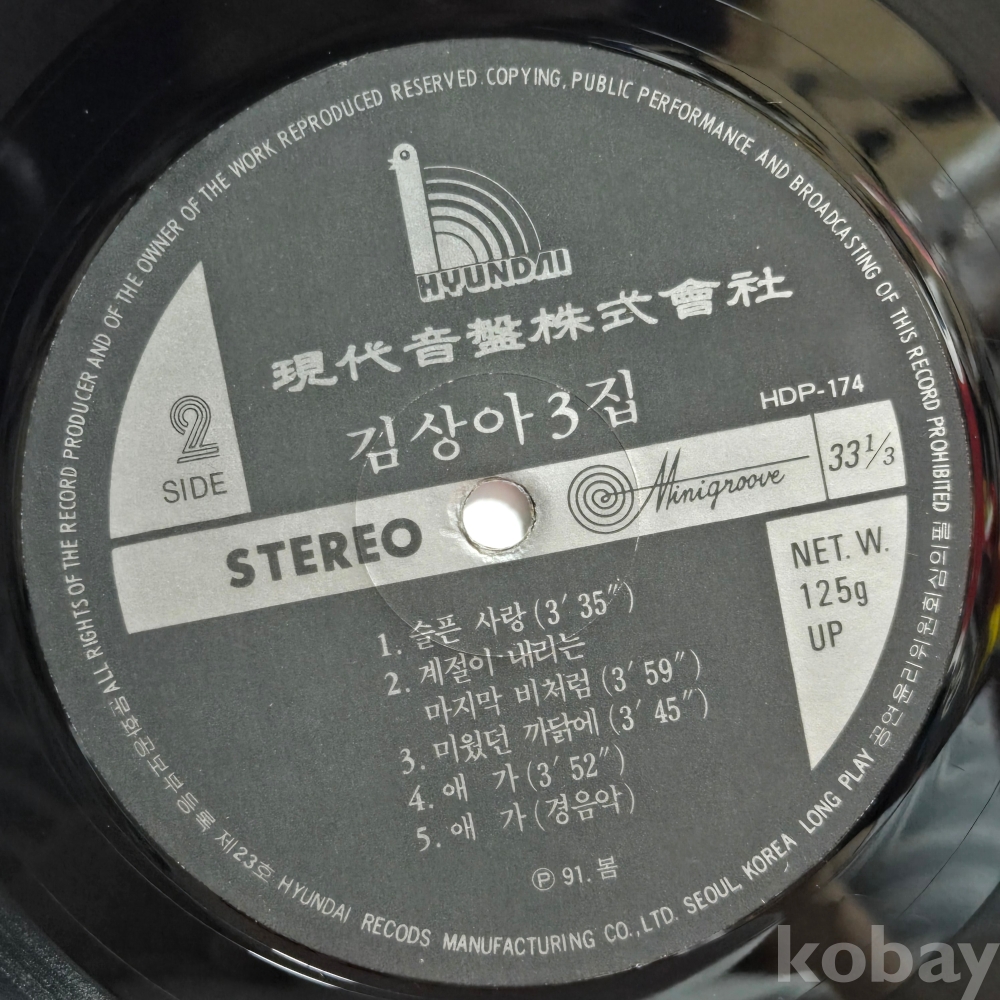 ALL RIGHTS OF THE RECORD PRODUCER AND OF THE OWNER OF THE WORK REPRODUCED RESERVED. COPYING, PUBLIC PERFORMANCE AND BROADCASTING OF THIS RECORD PROHIBITED
HYUNDAI
現代音盤株式會社
김상아 3 집
HDP-174
2
SIDE
STEREO
Minigroove
33 1/3
NET. W.
125g
UP
1. 슬픈 사랑 (3′ 35″)
2. 계절이 내리는
마지막 비처럼 (3′ 59″)
3. 미웠던 까닭에 (3′ 45″)
4. 애 가 (3′ 52″)
5. 애 가 (경음악)
Ⓟ 91. 봄
문화공보부등록 제23호 HYUNDAI RECODS MANUFACTURING CO., LTD. SEOUL, KOREA LONG PLAY 공연윤리위원회심의필
kobay